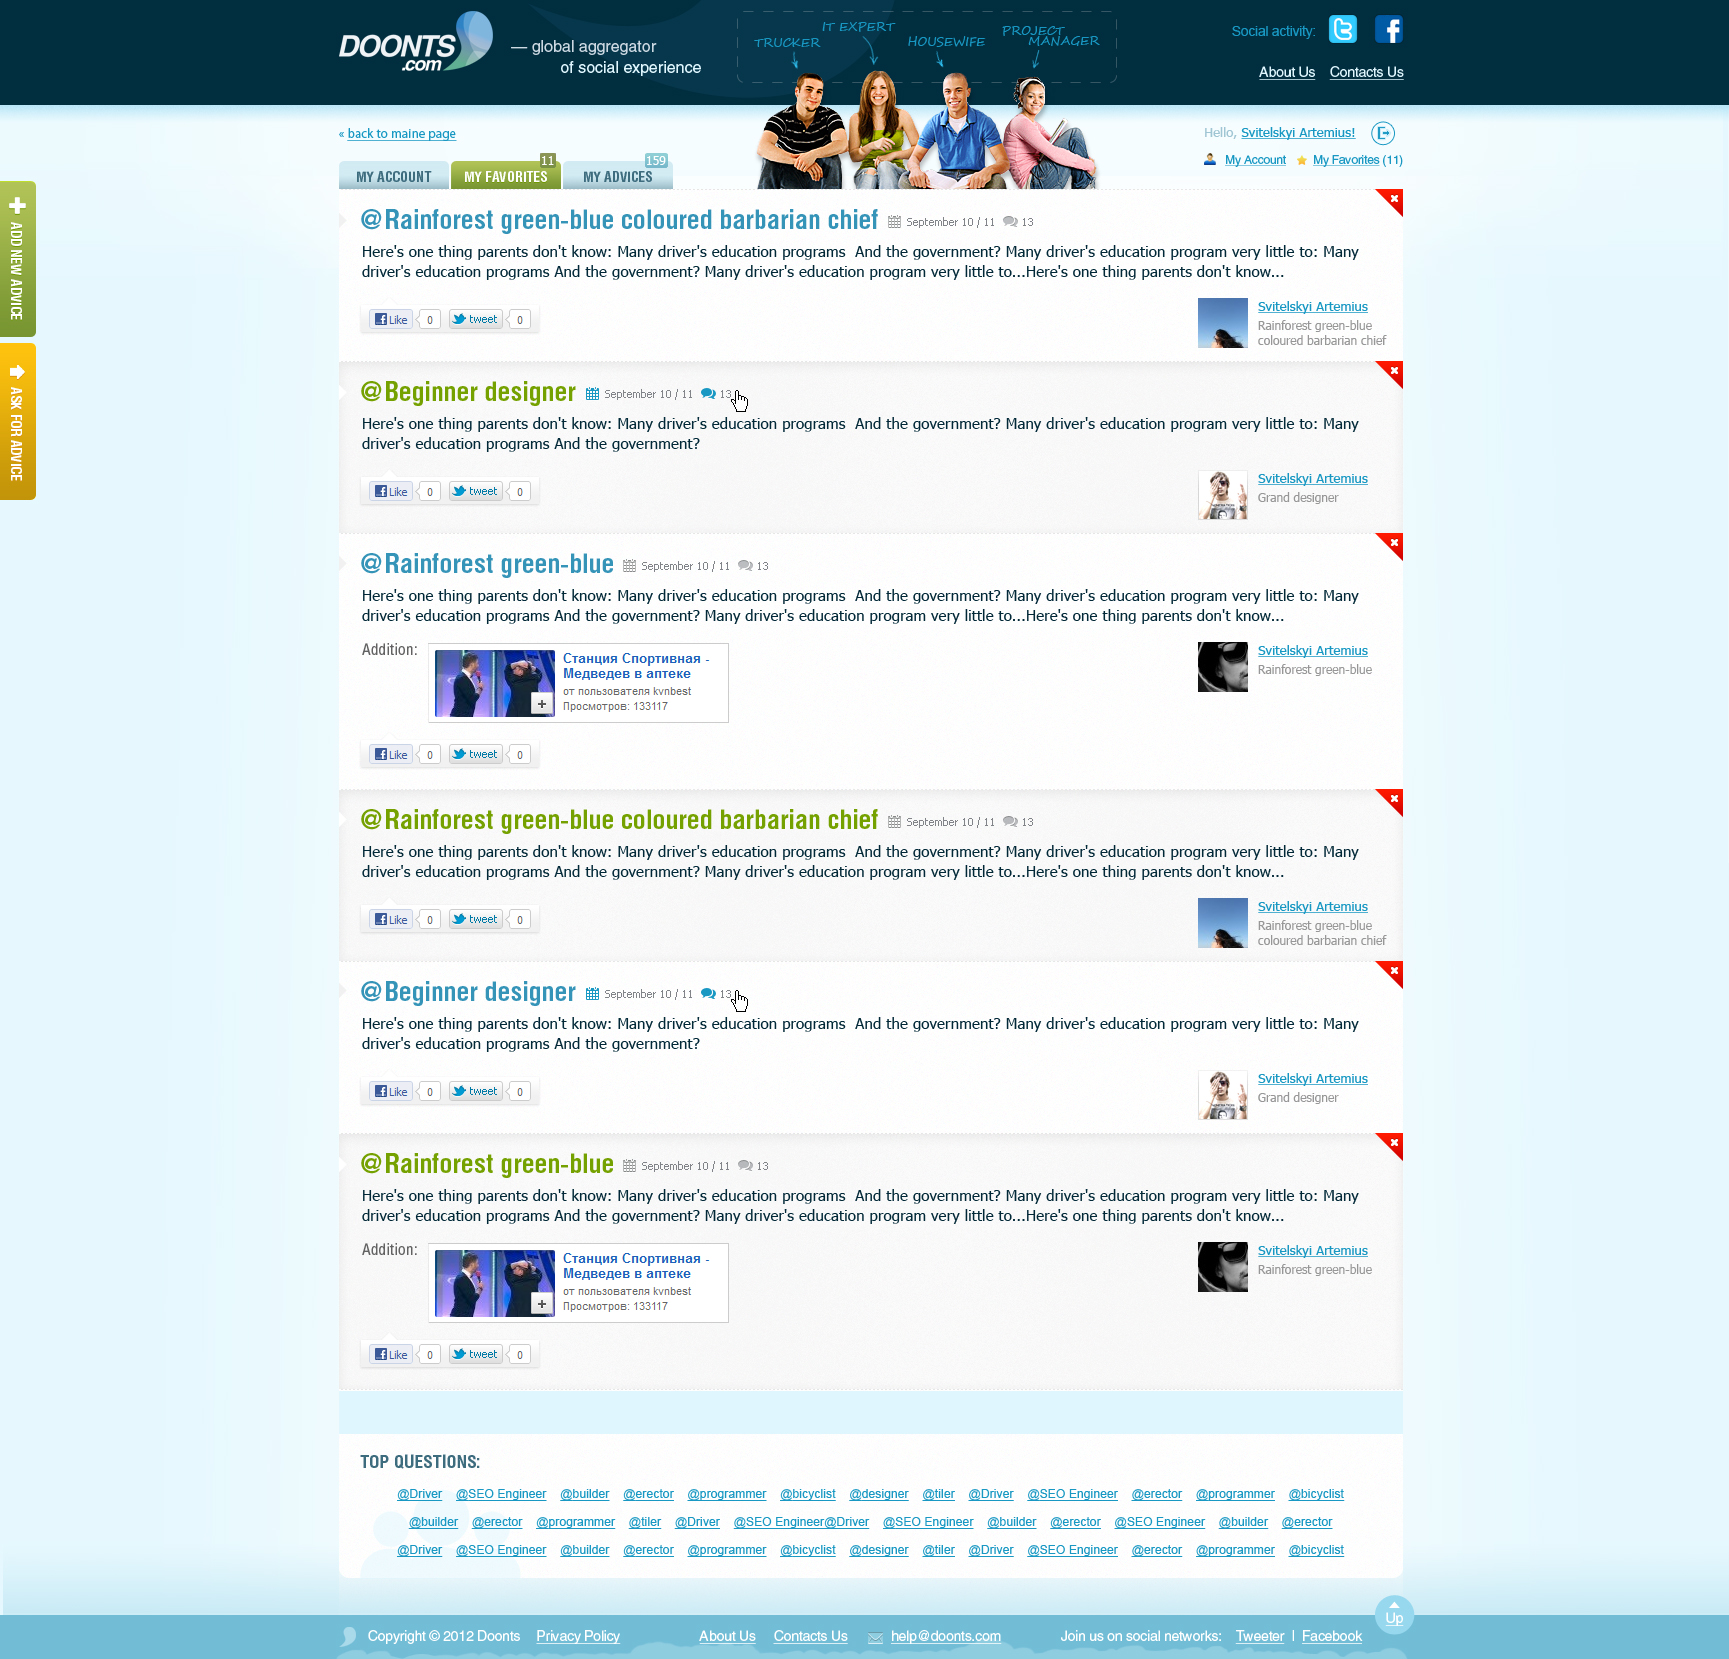 DOONTS
.com
— global aggregator
of social experience
TRUCKER
IT EXPERT
HOUSEWIFE
PROJECT
MANAGER
Social activity:
About Us Contacts Us
« back to maine page
Hello, Svitelskyi Artemius!
My Account My Favorites (11)
MY ACCOUNT
MY FAVORITES 11
MY ADVICES 159
ADD NEW ADVICE
ASK FOR ADVICE
@Rainforest green-blue coloured barbarian chief September 10 / 11 13
Here's one thing parents don't know: Many driver's education programs And the government? Many driver's education program very little to: Many
driver's education programs And the government? Many driver's education program very little to...Here's one thing parents don't know...
Like 0 tweet 0
Svitelskyi Artemius
Rainforest green-blue
coloured barbarian chief
@Beginner designer September 10 / 11 13
Here's one thing parents don't know: Many driver's education programs And the government? Many driver's education program very little to: Many
driver's education programs And the government?
Like 0 tweet 0
Svitelskyi Artemius
Grand designer
@Rainforest green-blue September 10 / 11 13
Here's one thing parents don't know: Many driver's education programs And the government? Many driver's education program very little to: Many
driver's education programs And the government? Many driver's education program very little to...Here's one thing parents don't know...
Addition:
Станция Спортивная -
Медведев в аптеке
от пользователя kvnbest
Просмотров: 133117
Svitelskyi Artemius
Rainforest green-blue
Like 0 tweet 0
@Rainforest green-blue coloured barbarian chief September 10 / 11 13
Here's one thing parents don't know: Many driver's education programs And the government? Many driver's education program very little to: Many
driver's education programs And the government? Many driver's education program very little to...Here's one thing parents don't know...
Like 0 tweet 0
Svitelskyi Artemius
Rainforest green-blue
coloured barbarian chief
@Beginner designer September 10 / 11 13
Here's one thing parents don't know: Many driver's education programs And the government? Many driver's education program very little to: Many
driver's education programs And the government?
Like 0 tweet 0
Svitelskyi Artemius
Grand designer
@Rainforest green-blue September 10 / 11 13
Here's one thing parents don't know: Many driver's education programs And the government? Many driver's education program very little to: Many
driver's education programs And the government? Many driver's education program very little to...Here's one thing parents don't know...
Addition:
Станция Спортивная -
Медведев в аптеке
от пользователя kvnbest
Просмотров: 133117
Svitelskyi Artemius
Rainforest green-blue
Like 0 tweet 0
TOP QUESTIONS:
@Driver @SEO Engineer @builder @erector @programmer @bicyclist @designer @tiler @Driver @SEO Engineer @erector @programmer @bicyclist
@builder @erector @programmer @tiler @Driver @SEO Engineer@Driver @SEO Engineer @builder @erector @SEO Engineer @builder @erector
@Driver @SEO Engineer @builder @erector @programmer @bicyclist @designer @tiler @Driver @SEO Engineer @erector @programmer @bicyclist
Up
Copyright © 2012 Doonts Privacy Policy About Us Contacts Us help@doonts.com Join us on social networks: Tweeter | Facebook